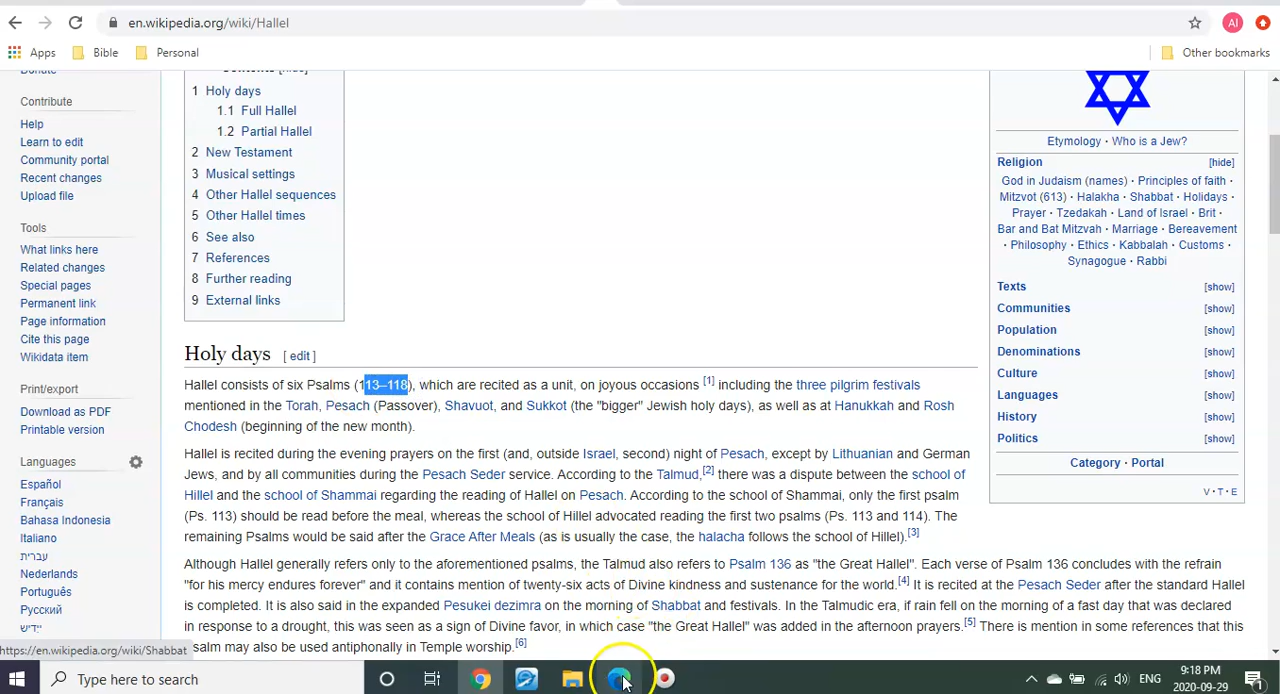 en.wikipedia.org/wiki/Hallel
AI
Apps
Bible
Personal
Other bookmarks
Donate
Contribute
Help
Learn to edit
Community portal
Recent changes
Upload file
Tools
What links here
Related changes
Special pages
Permanent link
Page information
Cite this page
Wikidata item
Print/export
Download as PDF
Printable version
Languages
Español
Français
Bahasa Indonesia
Italiano
עברית
Nederlands
Português
Русский
ייִדיש
https://en.wikipedia.org/wiki/Shabbat
Contents [hide]
1 Holy days
1.1 Full Hallel
1.2 Partial Hallel
2 New Testament
3 Musical settings
4 Other Hallel sequences
5 Other Hallel times
6 See also
7 References
8 Further reading
9 External links
Holy days [ edit ]
Hallel consists of six Psalms (113–118), which are recited as a unit, on joyous occasions [1] including the three pilgrim festivals
mentioned in the Torah, Pesach (Passover), Shavuot, and Sukkot (the "bigger" Jewish holy days), as well as at Hanukkah and Rosh
Chodesh (beginning of the new month).
Hallel is recited during the evening prayers on the first (and, outside Israel, second) night of Pesach, except by Lithuanian and German
Jews, and by all communities during the Pesach Seder service. According to the Talmud,[2] there was a dispute between the school of
Hillel and the school of Shammai regarding the reading of Hallel on Pesach. According to the school of Shammai, only the first psalm
(Ps. 113) should be read before the meal, whereas the school of Hillel advocated reading the first two psalms (Ps. 113 and 114). The
remaining Psalms would be said after the Grace After Meals (as is usually the case, the halacha follows the school of Hillel).[3]
Although Hallel generally refers only to the aforementioned psalms, the Talmud also refers to Psalm 136 as "the Great Hallel". Each verse of Psalm 136 concludes with the refrain
"for his mercy endures forever" and it contains mention of twenty-six acts of Divine kindness and sustenance for the world.[4] It is recited at the Pesach Seder after the standard Hallel
is completed. It is also said in the expanded Pesukei dezimra on the morning of Shabbat and festivals. In the Talmudic era, if rain fell on the morning of a fast day that was declared
in response to a drought, this was seen as a sign of Divine favor, in which case "the Great Hallel" was added in the afternoon prayers.[5] There is mention in some references that this
psalm may also be used antiphonally in Temple worship.[6]
Etymology · Who is a Jew?
Religion [hide]
God in Judaism (names) · Principles of faith ·
Mitzvot (613) · Halakha · Shabbat · Holidays ·
Prayer · Tzedakah · Land of Israel · Brit ·
Bar and Bat Mitzvah · Marriage · Bereavement
· Philosophy · Ethics · Kabbalah · Customs ·
Synagogue · Rabbi
Texts [show]
Communities [show]
Population [show]
Denominations [show]
Culture [show]
Languages [show]
History [show]
Politics [show]
Category · Portal
V · T · E
Type here to search
ENG
9:18 PM
2020-09-29
1